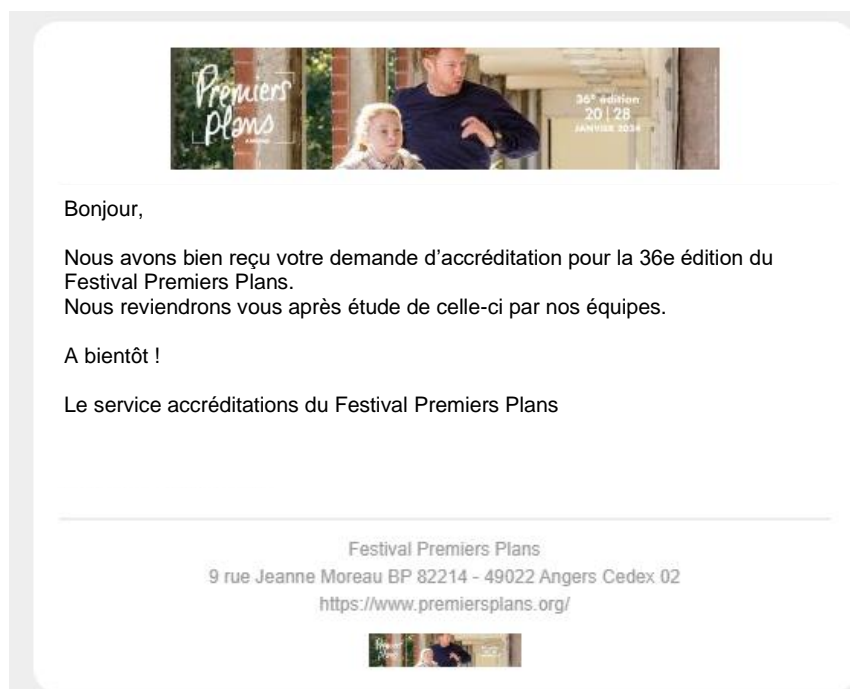 Premiers
Plans
ANGERS
36e édition
20 | 28
JANVIER 2024
Bonjour,
Nous avons bien reçu votre demande d’accréditation pour la 36e édition du
Festival Premiers Plans.
Nous reviendrons vous après étude de celle-ci par nos équipes.
A bientôt !
Le service accréditations du Festival Premiers Plans
Festival Premiers Plans
9 rue Jeanne Moreau BP 82214 - 49022 Angers Cedex 02
https://www.premiersplans.org/
Premiers
Plans